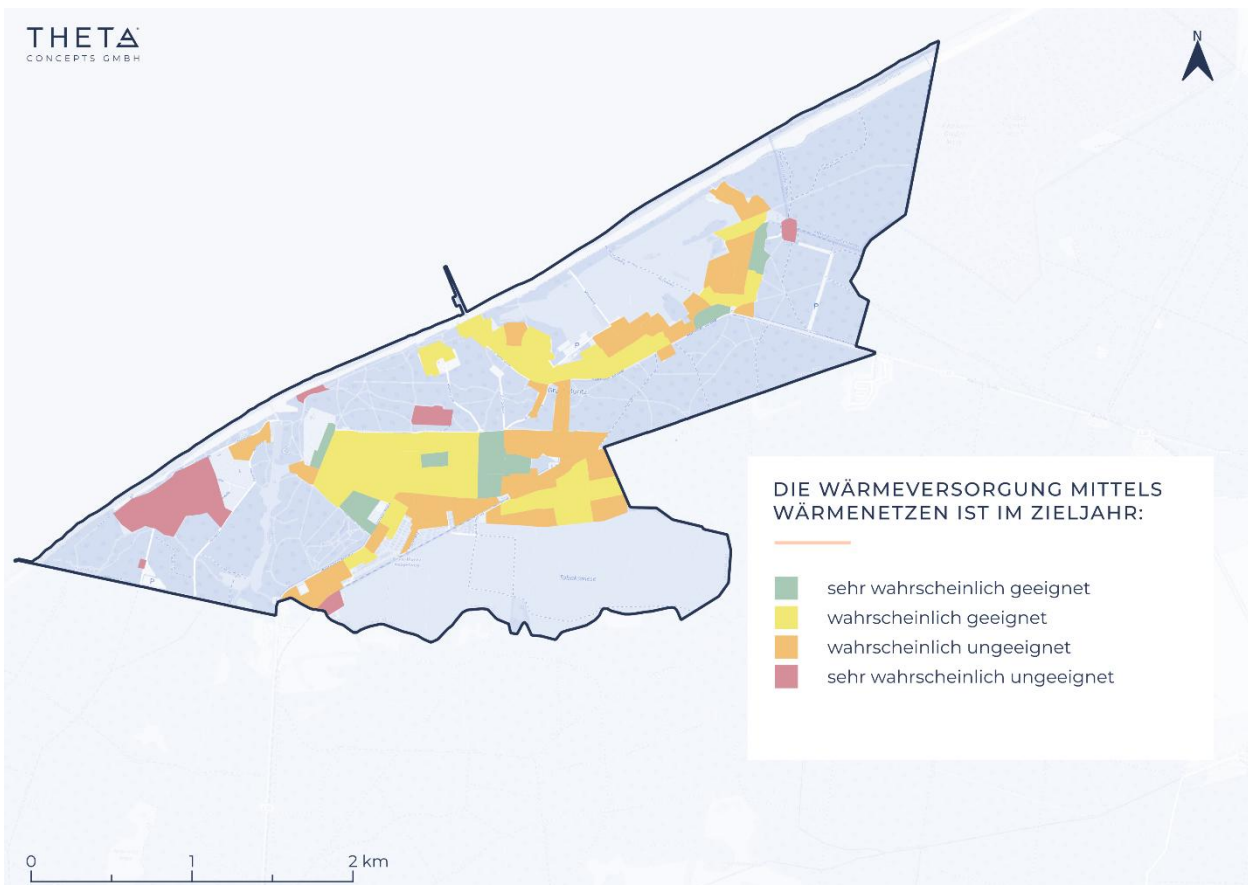 THETA
CONCEPTS GMBH
N
P
P
P
DIE WÄRMEVERSORGUNG MITTELS
WÄRMENETZEN IST IM ZIELJAHR:
sehr wahrscheinlich geeignet
wahrscheinlich geeignet
wahrscheinlich ungeeignet
sehr wahrscheinlich ungeeignet
0 1 2 km